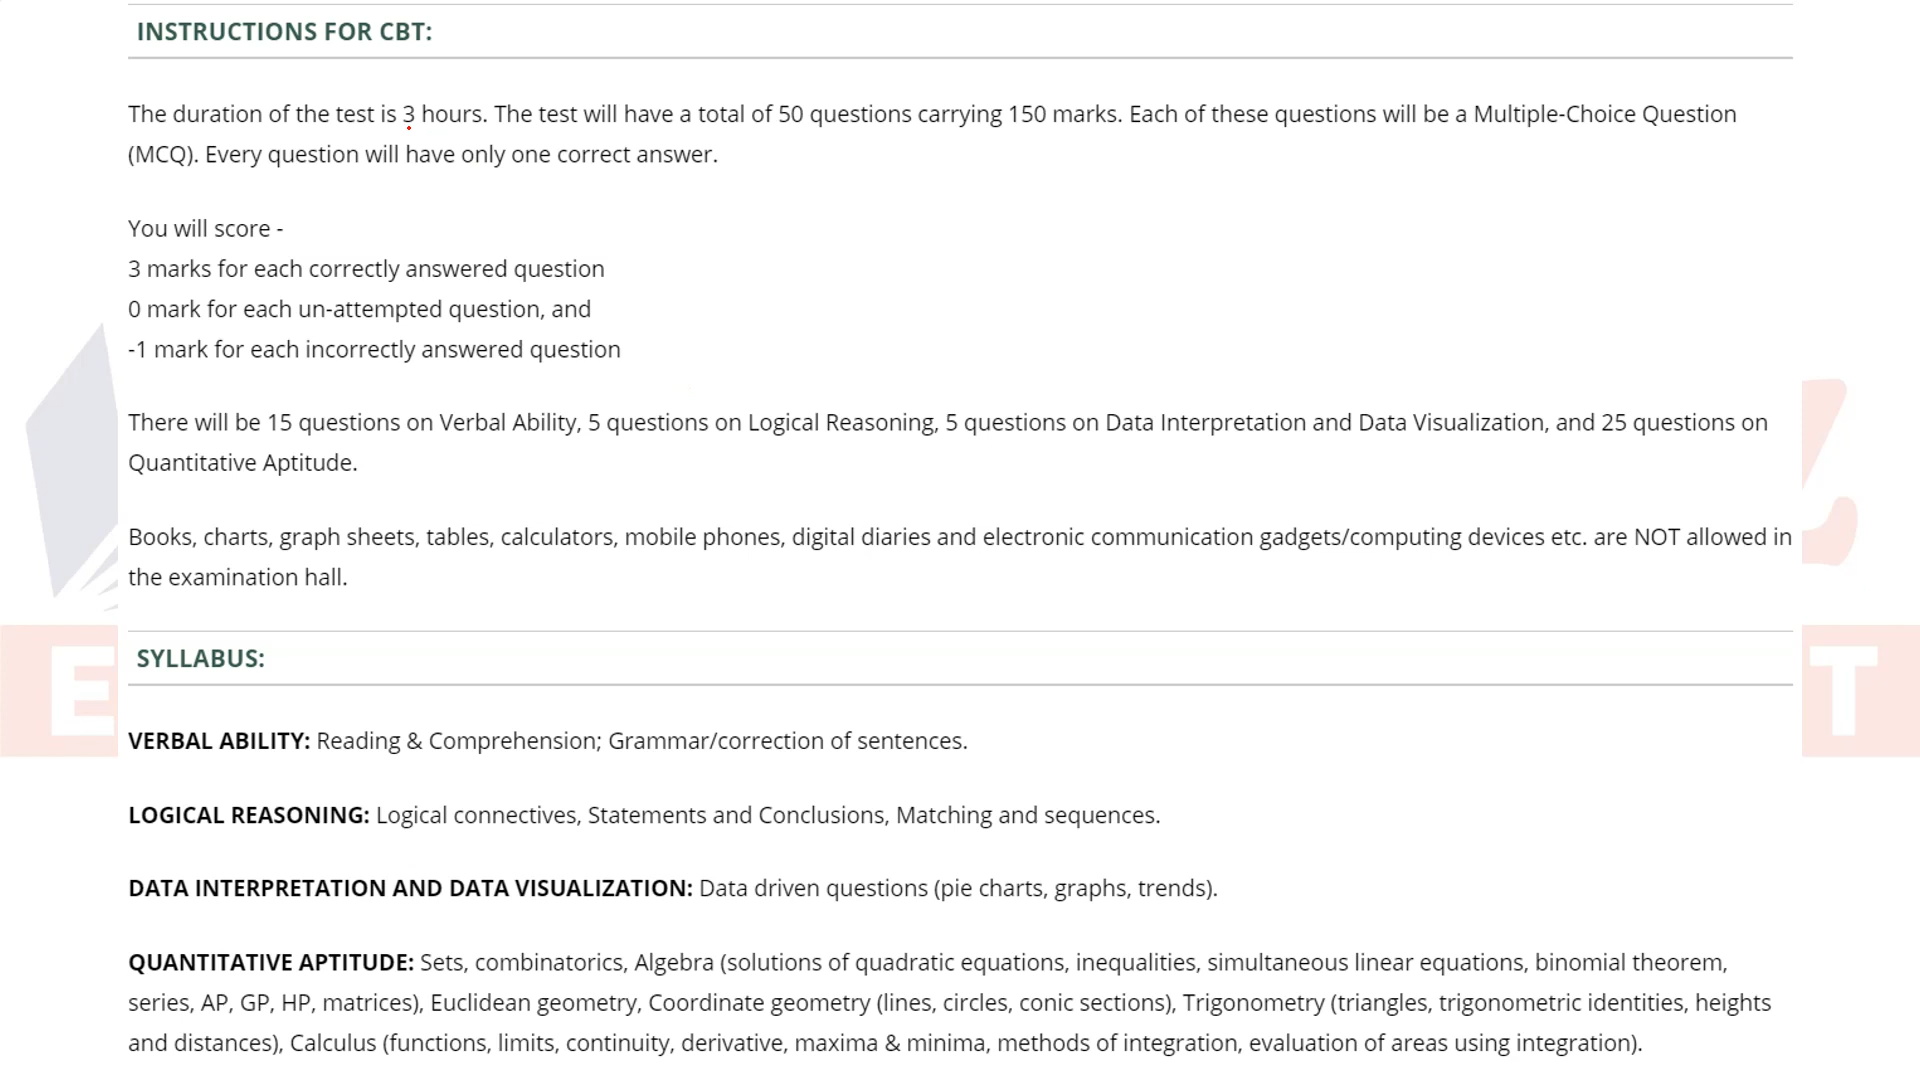 INSTRUCTIONS FOR CBT:
The duration of the test is 3 hours. The test will have a total of 50 questions carrying 150 marks. Each of these questions will be a Multiple-Choice Question
(MCQ). Every question will have only one correct answer.
You will score -
3 marks for each correctly answered question
0 mark for each un-attempted question, and
-1 mark for each incorrectly answered question
There will be 15 questions on Verbal Ability, 5 questions on Logical Reasoning, 5 questions on Data Interpretation and Data Visualization, and 25 questions on
Quantitative Aptitude.
Books, charts, graph sheets, tables, calculators, mobile phones, digital diaries and electronic communication gadgets/computing devices etc. are NOT allowed in
the examination hall.
SYLLABUS:
E T
VERBAL ABILITY: Reading & Comprehension; Grammar/correction of sentences.
LOGICAL REASONING: Logical connectives, Statements and Conclusions, Matching and sequences.
DATA INTERPRETATION AND DATA VISUALIZATION: Data driven questions (pie charts, graphs, trends).
QUANTITATIVE APTITUDE: Sets, combinatorics, Algebra (solutions of quadratic equations, inequalities, simultaneous linear equations, binomial theorem,
series, AP, GP, HP, matrices), Euclidean geometry, Coordinate geometry (lines, circles, conic sections), Trigonometry (triangles, trigonometric identities, heights
and distances), Calculus (functions, limits, continuity, derivative, maxima & minima, methods of integration, evaluation of areas using integration).